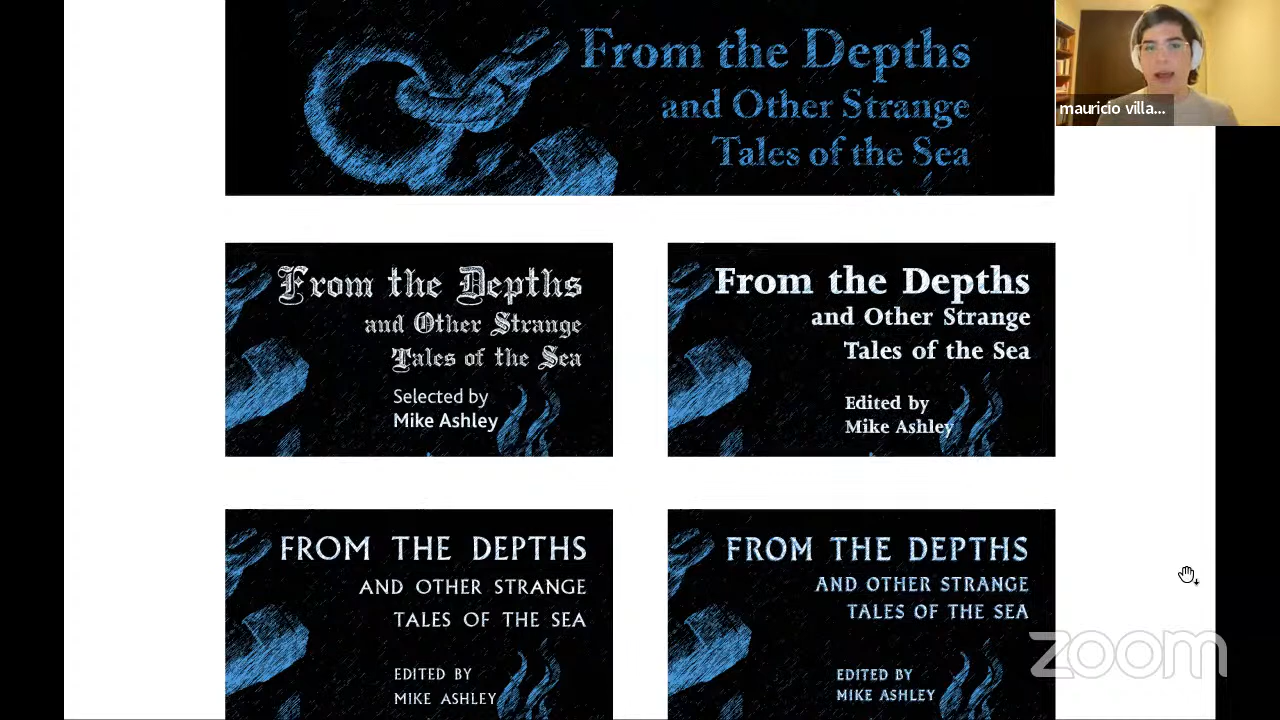 From the Depths
and Other Strange
Tales of the Sea
mauricio villa...
From the Depths
and Other Strange
Tales of the Sea
Selected by
Mike Ashley
From the Depths
and Other Strange
Tales of the Sea
Edited by
Mike Ashley
FROM THE DEPTHS
AND OTHER STRANGE
TALES OF THE SEA
EDITED BY
MIKE ASHLEY
FROM THE DEPTHS
AND OTHER STRANGE
TALES OF THE SEA
EDITED BY
MIKE ASHLEY
zoom